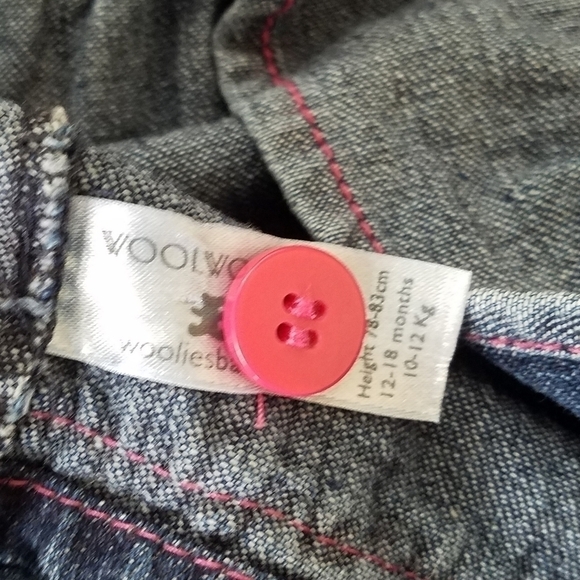 WOOLWO
wooliesba
Height 78-83cm
12-18 months
10-12 Kg